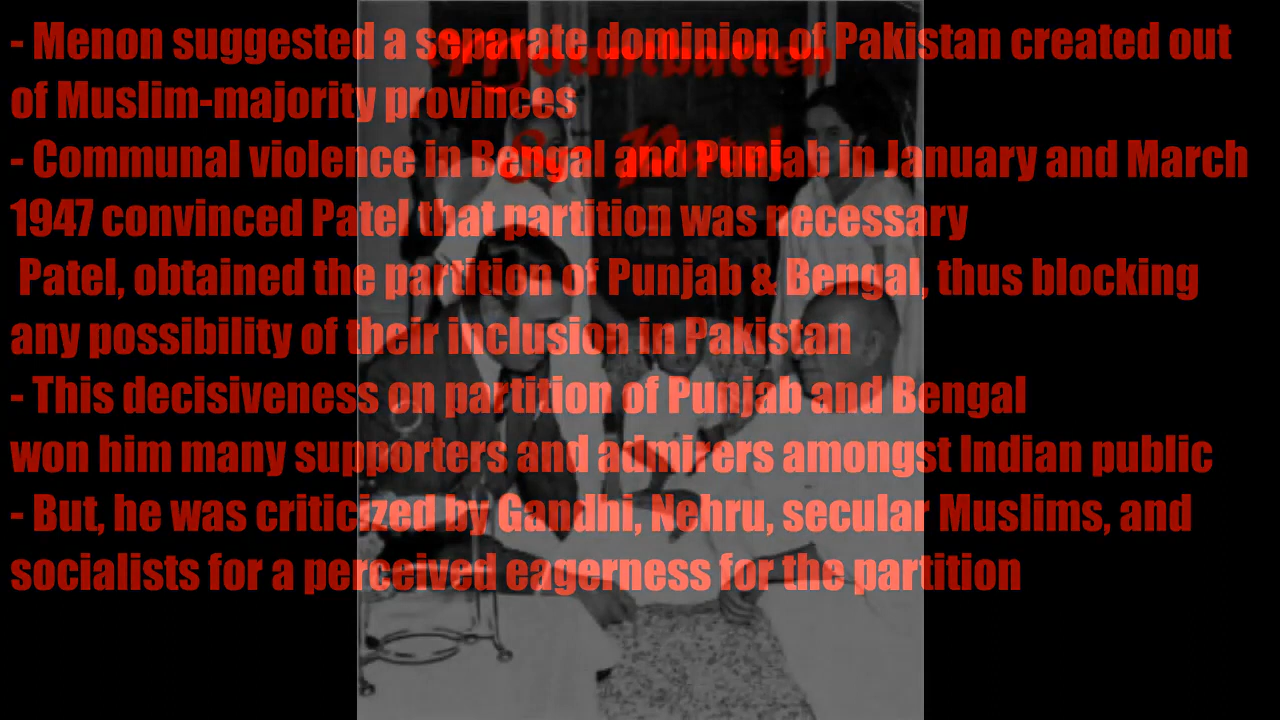 - Menon suggested a separate dominion of Pakistan created out
of Muslim-majority provinces
- Communal violence in Bengal and Punjab in January and March
1947 convinced Patel that partition was necessary
Patel, obtained the partition of Punjab & Bengal, thus blocking
any possibility of their inclusion in Pakistan
- This decisiveness on partition of Punjab and Bengal
won him many supporters and admirers amongst Indian public
- But, he was criticized by Gandhi, Nehru, secular Muslims, and
socialists for a perceived eagerness for the partition
Mountbatten
& Patel